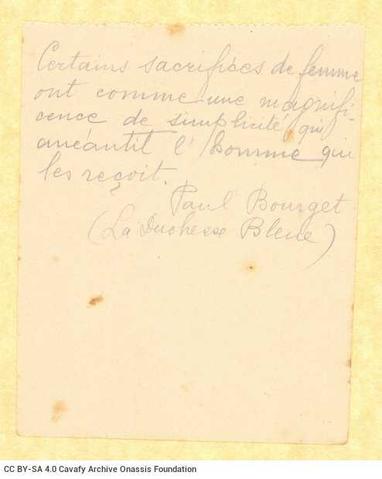 Certains sacrifices de femme
ont comme une magnifi-
cence de simplicité qui
anéantit l'homme qui
les reçoit.
Paul Bourget
(La Duchesse Bleue)
CC BY-SA 4.0 Cavafy Archive Onassis Foundation